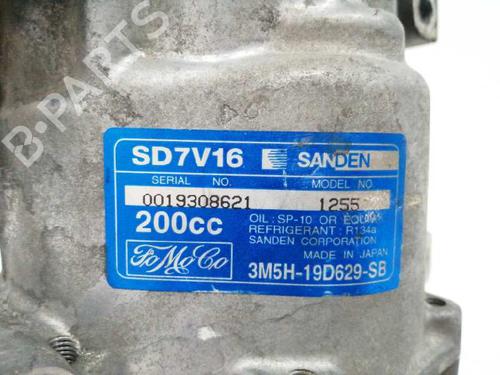 B-PARTS
SD7V16 SANDEN
SERIAL NO. MODEL NO.
0019308621 1255
200cc
OIL: SP-10 OR EQUIV
REFRIGERANT: R134a
SANDEN CORPORATION
MADE IN JAPAN
FoMoCo
3M5H-19D629-SB